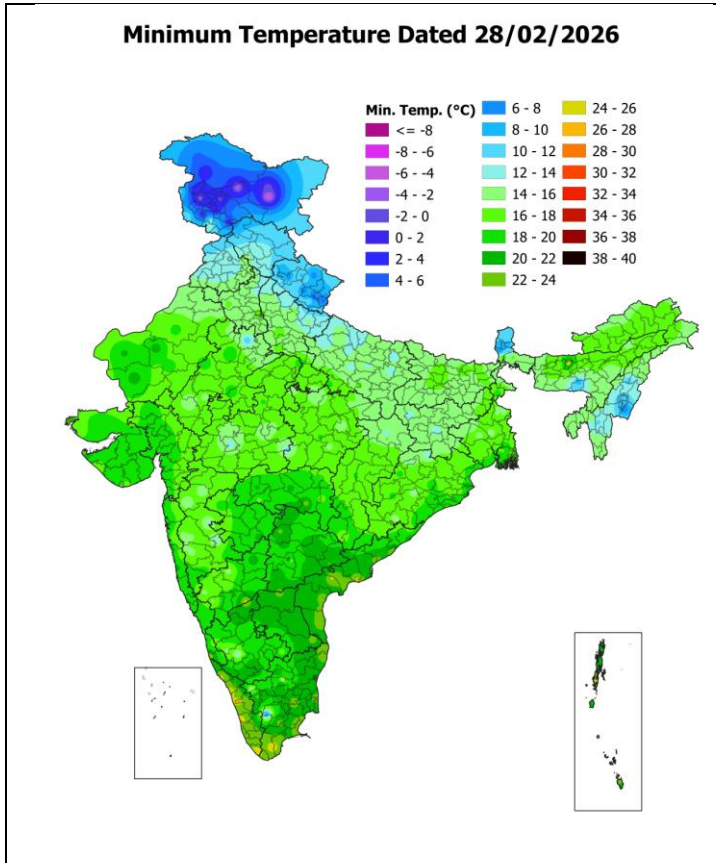 Minimum Temperature Dated 28/02/2026
Min. Temp. (°C)
<= -8
-8 - -6
-6 - -4
-4 - -2
-2 - 0
0 - 2
2 - 4
4 - 6
6 - 8
8 - 10
10 - 12
12 - 14
14 - 16
16 - 18
18 - 20
20 - 22
22 - 24
24 - 26
26 - 28
28 - 30
30 - 32
32 - 34
34 - 36
36 - 38
38 - 40